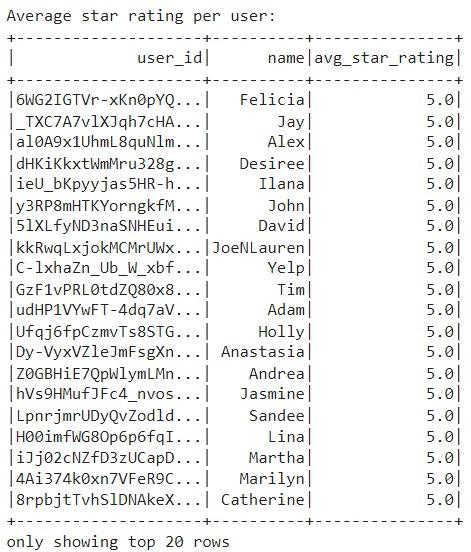 Average star rating per user:
+--------------------+----------+---------------+
|             user_id|      name|avg_star_rating|
+--------------------+----------+---------------+
|6WG2IGTVr-xKn0pYQ...|   Felicia|            5.0|
|_TXC7A7vlXJqh7cHA...|       Jay|            5.0|
|al0A9x1UhmL8quNlm...|      Alex|            5.0|
|dHKiKkxtWmMru328g...|   Desiree|            5.0|
|ieU_bKpyyjas5HR-h...|     Ilana|            5.0|
|y3RP8mHTKYorngkfM...|      John|            5.0|
|5lXLfyND3naSNHEui...|     David|            5.0|
|kkRwqLxjokMCMrUWx...|JoeNLauren|            5.0|
|C-lxhaZn_Ub_W_xbf...|      Yelp|            5.0|
|GzF1vPRL0tdZQ80x8...|       Tim|            5.0|
|udHP1VYwFT-4dq7aV...|      Adam|            5.0|
|Ufqj6fpCzmvTs8STG...|     Holly|            5.0|
|Dy-VyxVZleJmFsgXn...| Anastasia|            5.0|
|Z0GBHiE7QpWlymLMn...|    Andrea|            5.0|
|hVs9HMufJFc4_nvos...|   Jasmine|            5.0|
|LpnrjmrUDyQvZodld...|    Sandee|            5.0|
|H00imfWG8Op6p6fqI...|      Lina|            5.0|
|iJj02cNZfD3zUCapD...|    Martha|            5.0|
|4Ai374k0xn7VFeR9C...|   Marilyn|            5.0|
|8rpbjtTvhSlDNAkeX...| Catherine|            5.0|
+--------------------+----------+---------------+
only showing top 20 rows